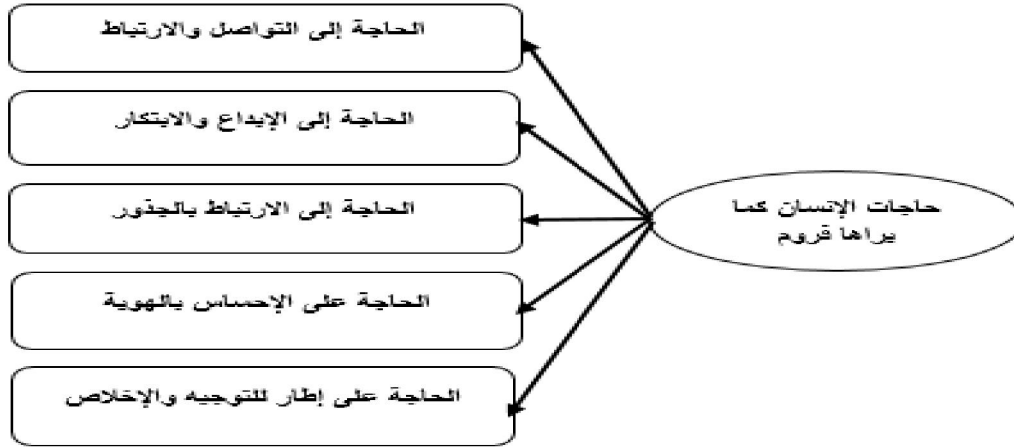 حاجات الإنسان كما
يراها فروم
الحاجة إلى التواصل والارتباط
الحاجة إلى الإبداع والابتكار
الحاجة إلى الارتباط بالجذور
الحاجة على الإحساس بالهوية
الحاجة على إطار للتوجيه والإخلاص